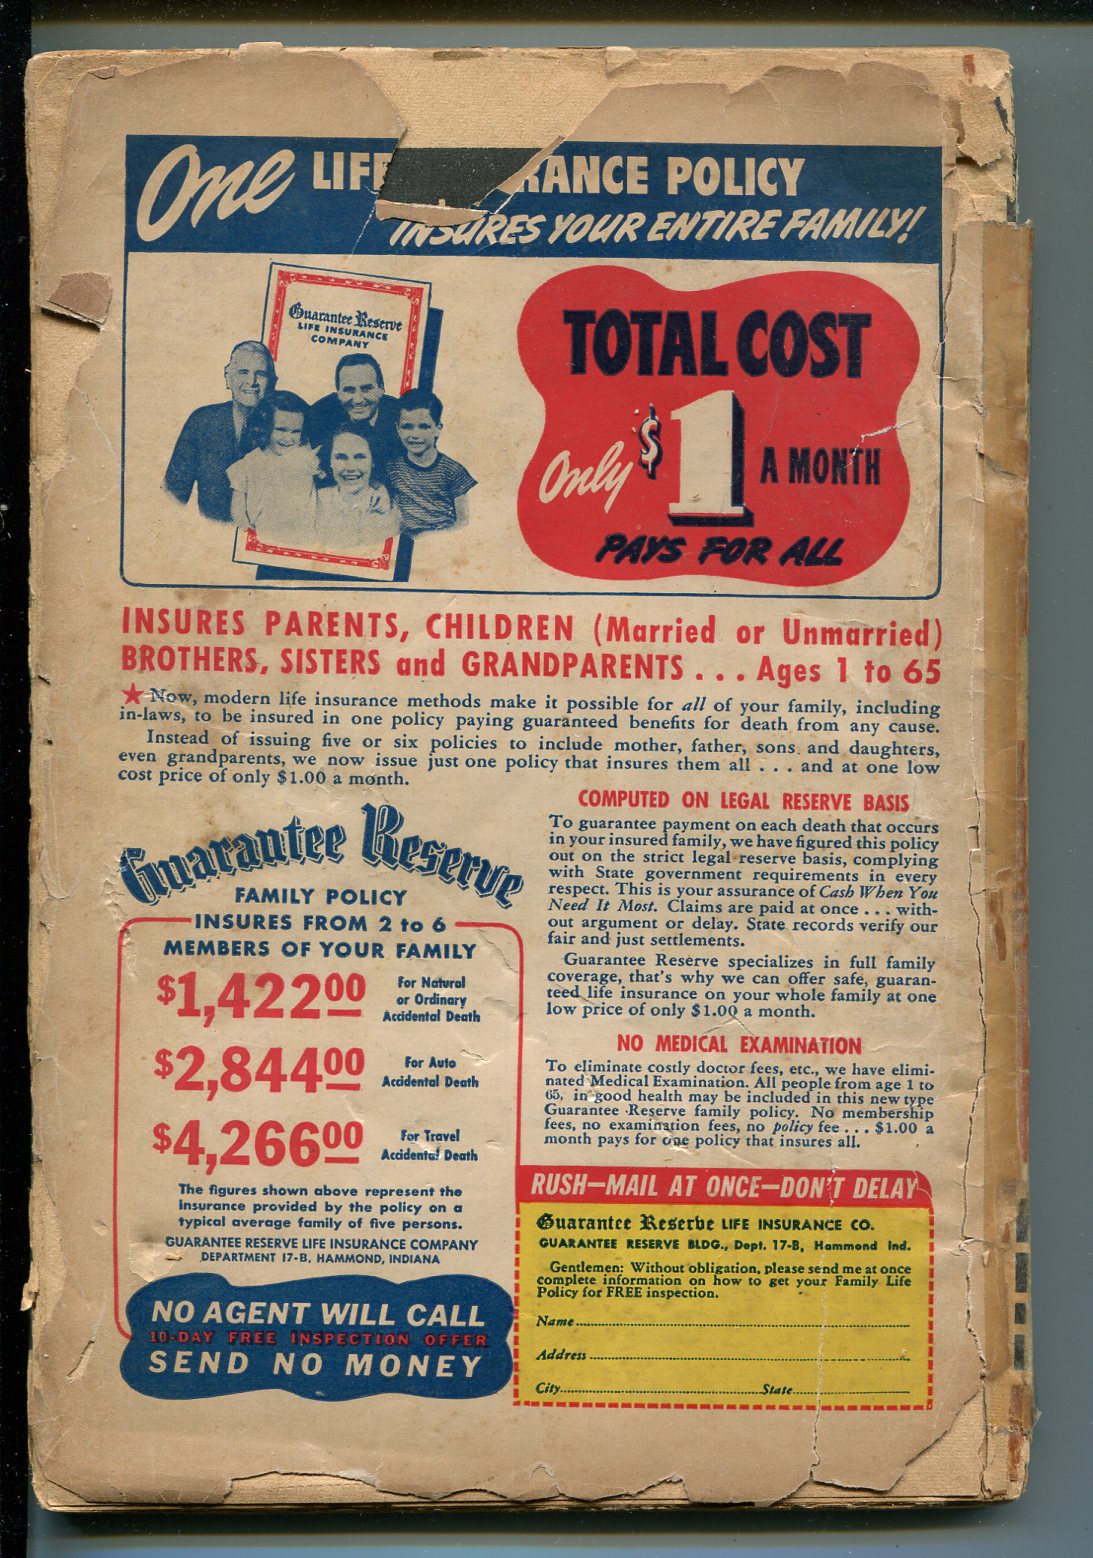 One LIFE RANCE POLICY
INSURES YOUR ENTIRE FAMILY!
Guarantee Reserve
LIFE INSURANCE
COMPANY
TOTAL COST
Only $1 A MONTH
PAYS FOR ALL
INSURES PARENTS, CHILDREN (Married or Unmarried)
BROTHERS, SISTERS and GRANDPARENTS . . . Ages 1 to 65
★ Now, modern life insurance methods make it possible for all of your family, including
in-laws, to be insured in one policy paying guaranteed benefits for death from any cause.
Instead of issuing five or six policies to include mother, father, sons and daughters,
even grandparents, we now issue just one policy that insures them all . . . and at one low
cost price of only $1.00 a month.
Guarantee Reserve
FAMILY POLICY
INSURES FROM 2 to 6
MEMBERS OF YOUR FAMILY
$1,422.00 For Natural
or Ordinary
Accidental Death
$2,844.00 For Auto
Accidental Death
$4,266.00 For Travel
Accidental Death
The figures shown above represent the
insurance provided by the policy on a
typical average family of five persons.
GUARANTEE RESERVE LIFE INSURANCE COMPANY
DEPARTMENT 17-B, HAMMOND, INDIANA
NO AGENT WILL CALL
10-DAY FREE INSPECTION OFFER
SEND NO MONEY
COMPUTED ON LEGAL RESERVE BASIS
To guarantee payment on each death that occurs
in your insured family, we have figured this policy
out on the strict legal reserve basis, complying
with State government requirements in every
respect. This is your assurance of Cash When You
Need It Most. Claims are paid at once . . . with-
out argument or delay. State records verify our
fair and just settlements.
Guarantee Reserve specializes in full family
coverage, that's why we can offer safe, guaran-
teed life insurance on your whole family at one
low price of only $1.00 a month.
NO MEDICAL EXAMINATION
To eliminate costly doctor fees, etc., we have elimi-
nated Medical Examination. All people from age 1 to
65, in good health may be included in this new type
Guarantee Reserve family policy. No membership
fees, no examination fees, no policy fee . . . $1.00 a
month pays for one policy that insures all.
RUSH—MAIL AT ONCE—DON'T DELAY
Guarantee Reserve LIFE INSURANCE CO.
GUARANTEE RESERVE BLDG., Dept. 17-B, Hammond Ind.
Gentlemen: Without obligation, please send me at once
complete information on how to get your Family Life
Policy for FREE inspection.
Name
Address
City State